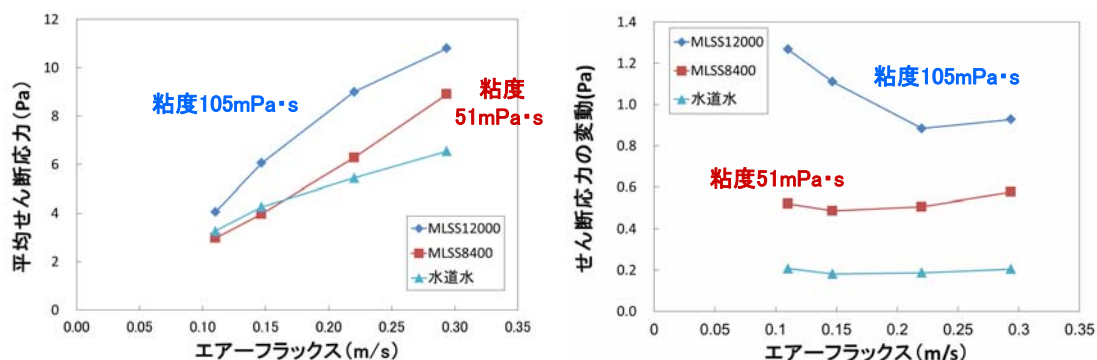 12
10
8
6
4
2
0
平均せん断応力 (Pa)
粘度105mPa・s
粘度
51mPa・s
MLSS12000
MLSS8400
水道水
0.00 0.05 0.10 0.15 0.20 0.25 0.30 0.35
エアーフラックス (m/s)
1.4
1.2
1.0
0.8
0.6
0.4
0.2
0.0
せん断応力の変動(Pa)
MLSS12000
MLSS8400
水道水
粘度105mPa・s
粘度51mPa・s
0 0.05 0.1 0.15 0.2 0.25 0.3 0.35
エアーフラックス (m/s)